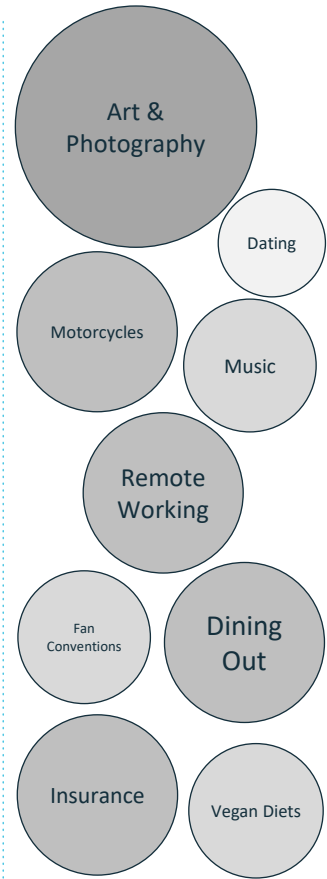 Art &
Photography
Dating
Motorcycles
Music
Remote
Working
Fan
Conventions
Dining
Out
Insurance
Vegan Diets